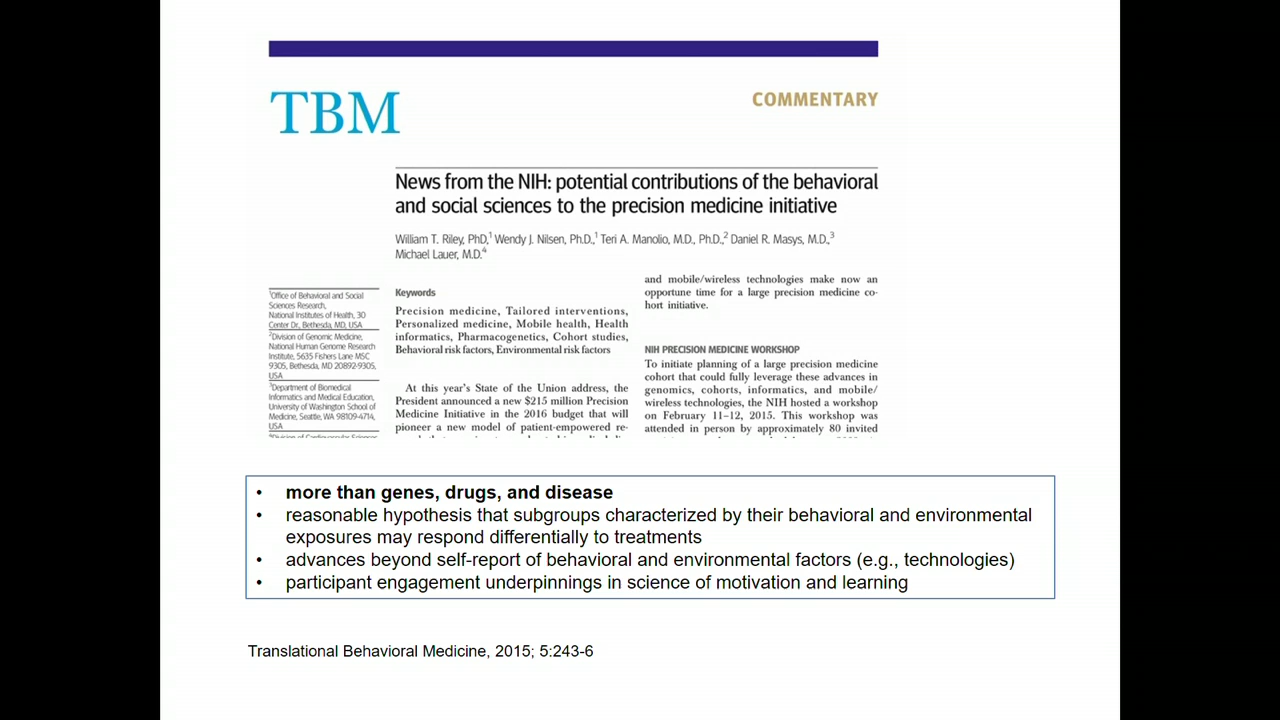 TBM
COMMENTARY
News from the NIH: potential contributions of the behavioral
and social sciences to the precision medicine initiative
William T. Riley, PhD,1 Wendy J. Nilsen, Ph.D.,1 Teri A. Manolio, M.D., Ph.D.,2 Daniel R. Masys, M.D.,3
Michael Lauer, M.D.4
1Office of Behavioral and Social
Sciences Research,
National Institutes of Health, 30
Center Dr, Bethesda, MD, USA
2Division of Genomic Medicine,
National Human Genome Research
Institute, 5635 Fishers Lane MSC
9305, Bethesda, MD 20892-9305,
USA
3Department of Biomedical
Informatics and Medical Education,
University of Washington School of
Medicine, Seattle, WA 98109-4714,
USA
Keywords
Precision medicine, Tailored interventions,
Personalized medicine, Mobile health, Health
informatics, Pharmacogenetics, Cohort studies,
Behavioral risk factors, Environmental risk factors
At this year's State of the Union address, the
President announced a new $215 million Precision
Medicine Initiative in the 2016 budget that will
pioneer a new model of patient-empowered re-
and mobile/wireless technologies make now an
opportune time for a large precision medicine co-
hort initiative.
NIH PRECISION MEDICINE WORKSHOP
To initiate planning of a large precision medicine
cohort that could fully leverage these advances in
genomics, cohorts, informatics, and mobile/
wireless technologies, the NIH hosted a workshop
on February 11–12, 2015. This workshop was
attended in person by approximately 80 invited
• more than genes, drugs, and disease
• reasonable hypothesis that subgroups characterized by their behavioral and environmental
exposures may respond differentially to treatments
• advances beyond self-report of behavioral and environmental factors (e.g., technologies)
• participant engagement underpinnings in science of motivation and learning
Translational Behavioral Medicine, 2015; 5:243-6